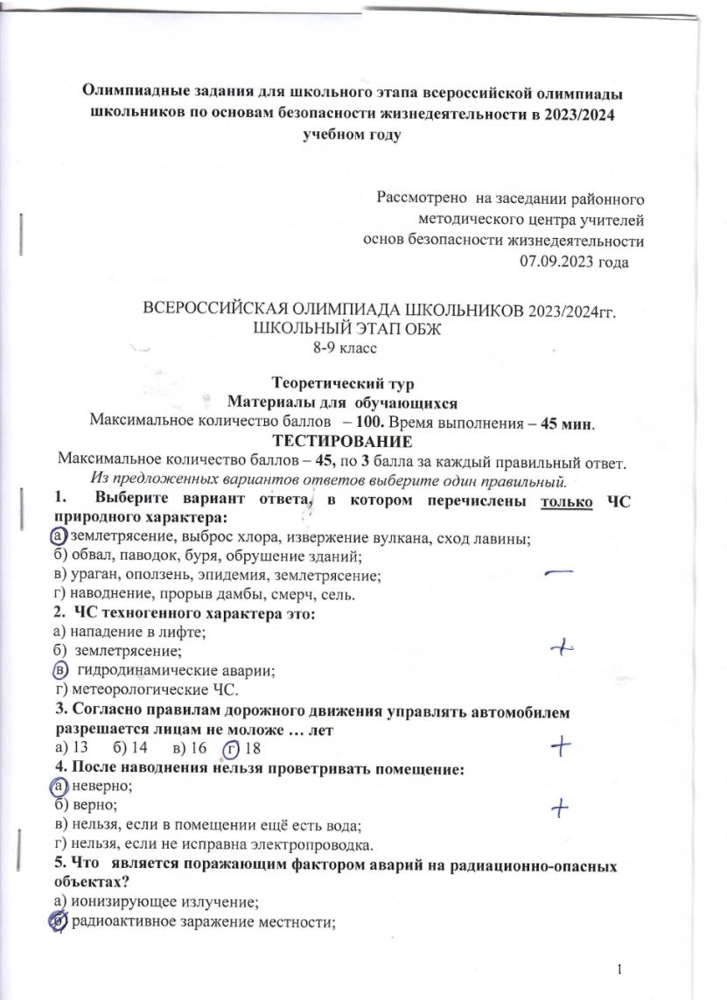 Олимпиадные задания для школьного этапа всероссийской олимпиады
школьников по основам безопасности жизнедеятельности в 2023/2024
учебном году
Рассмотрено на заседании районного
методического центра учителей
основ безопасности жизнедеятельности
07.09.2023 года
ВСЕРОССИЙСКАЯ ОЛИМПИАДА ШКОЛЬНИКОВ 2023/2024гг.
ШКОЛЬНЫЙ ЭТАП ОБЖ
8-9 класс
Теоретический тур
Материалы для обучающихся
Максимальное количество баллов – 100. Время выполнения – 45 мин.
ТЕСТИРОВАНИЕ
Максимальное количество баллов – 45, по 3 балла за каждый правильный ответ.
Из предложенных вариантов ответов выберите один правильный.
1. Выберите вариант ответа, в котором перечислены только ЧС
природного характера:
а) землетрясение, выброс хлора, извержение вулкана, сход лавины;
б) обвал, паводок, буря, обрушение зданий;
в) ураган, оползень, эпидемия, землетрясение; —
г) наводнение, прорыв дамбы, смерч, сель.
2. ЧС техногенного характера это:
а) нападение в лифте;
б) землетрясение; +
в) гидродинамические аварии;
г) метеорологические ЧС.
3. Согласно правилам дорожного движения управлять автомобилем
разрешается лицам не моложе … лет
а) 13 б) 14 в) 16 г) 18 +
4. После наводнения нельзя проветривать помещение:
а) неверно;
б) верно; +
в) нельзя, если в помещении ещё есть вода;
г) нельзя, если не исправна электропроводка.
5. Что является поражающим фактором аварий на радиационно-опасных
объектах?
а) ионизирующее излучение;
б) радиоактивное заражение местности;
1